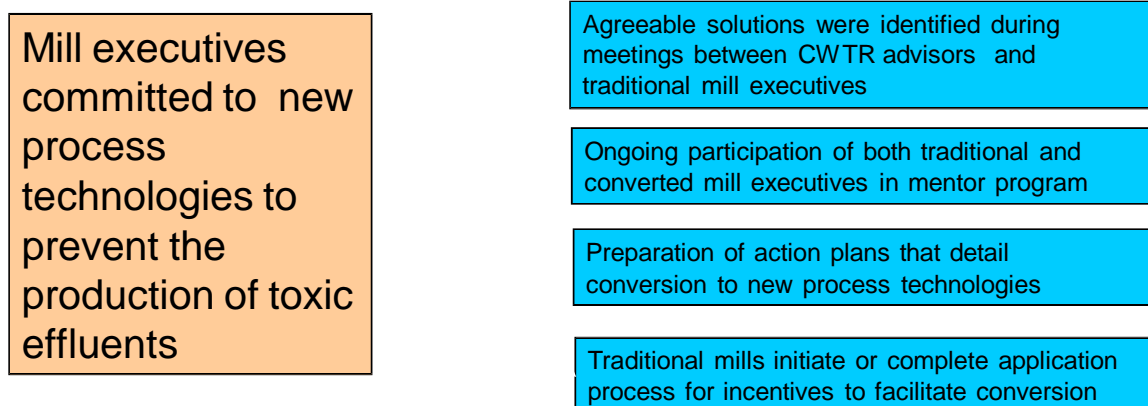 Mill executives
committed to new
process
technologies to
prevent the
production of toxic
effluents
Agreeable solutions were identified during
meetings between CWTR advisors and
traditional mill executives
Ongoing participation of both traditional and
converted mill executives in mentor program
Preparation of action plans that detail
conversion to new process technologies
Traditional mills initiate or complete application
process for incentives to facilitate conversion